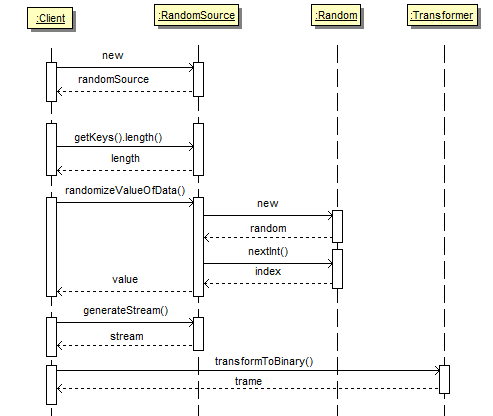 :Client
:RandomSource
:Random
:Transformer
new
randomSource
getKeys().length()
length
randomizeValueOfData()
new
random
nextInt()
index
value
generateStream()
stream
transformToBinary()
trame